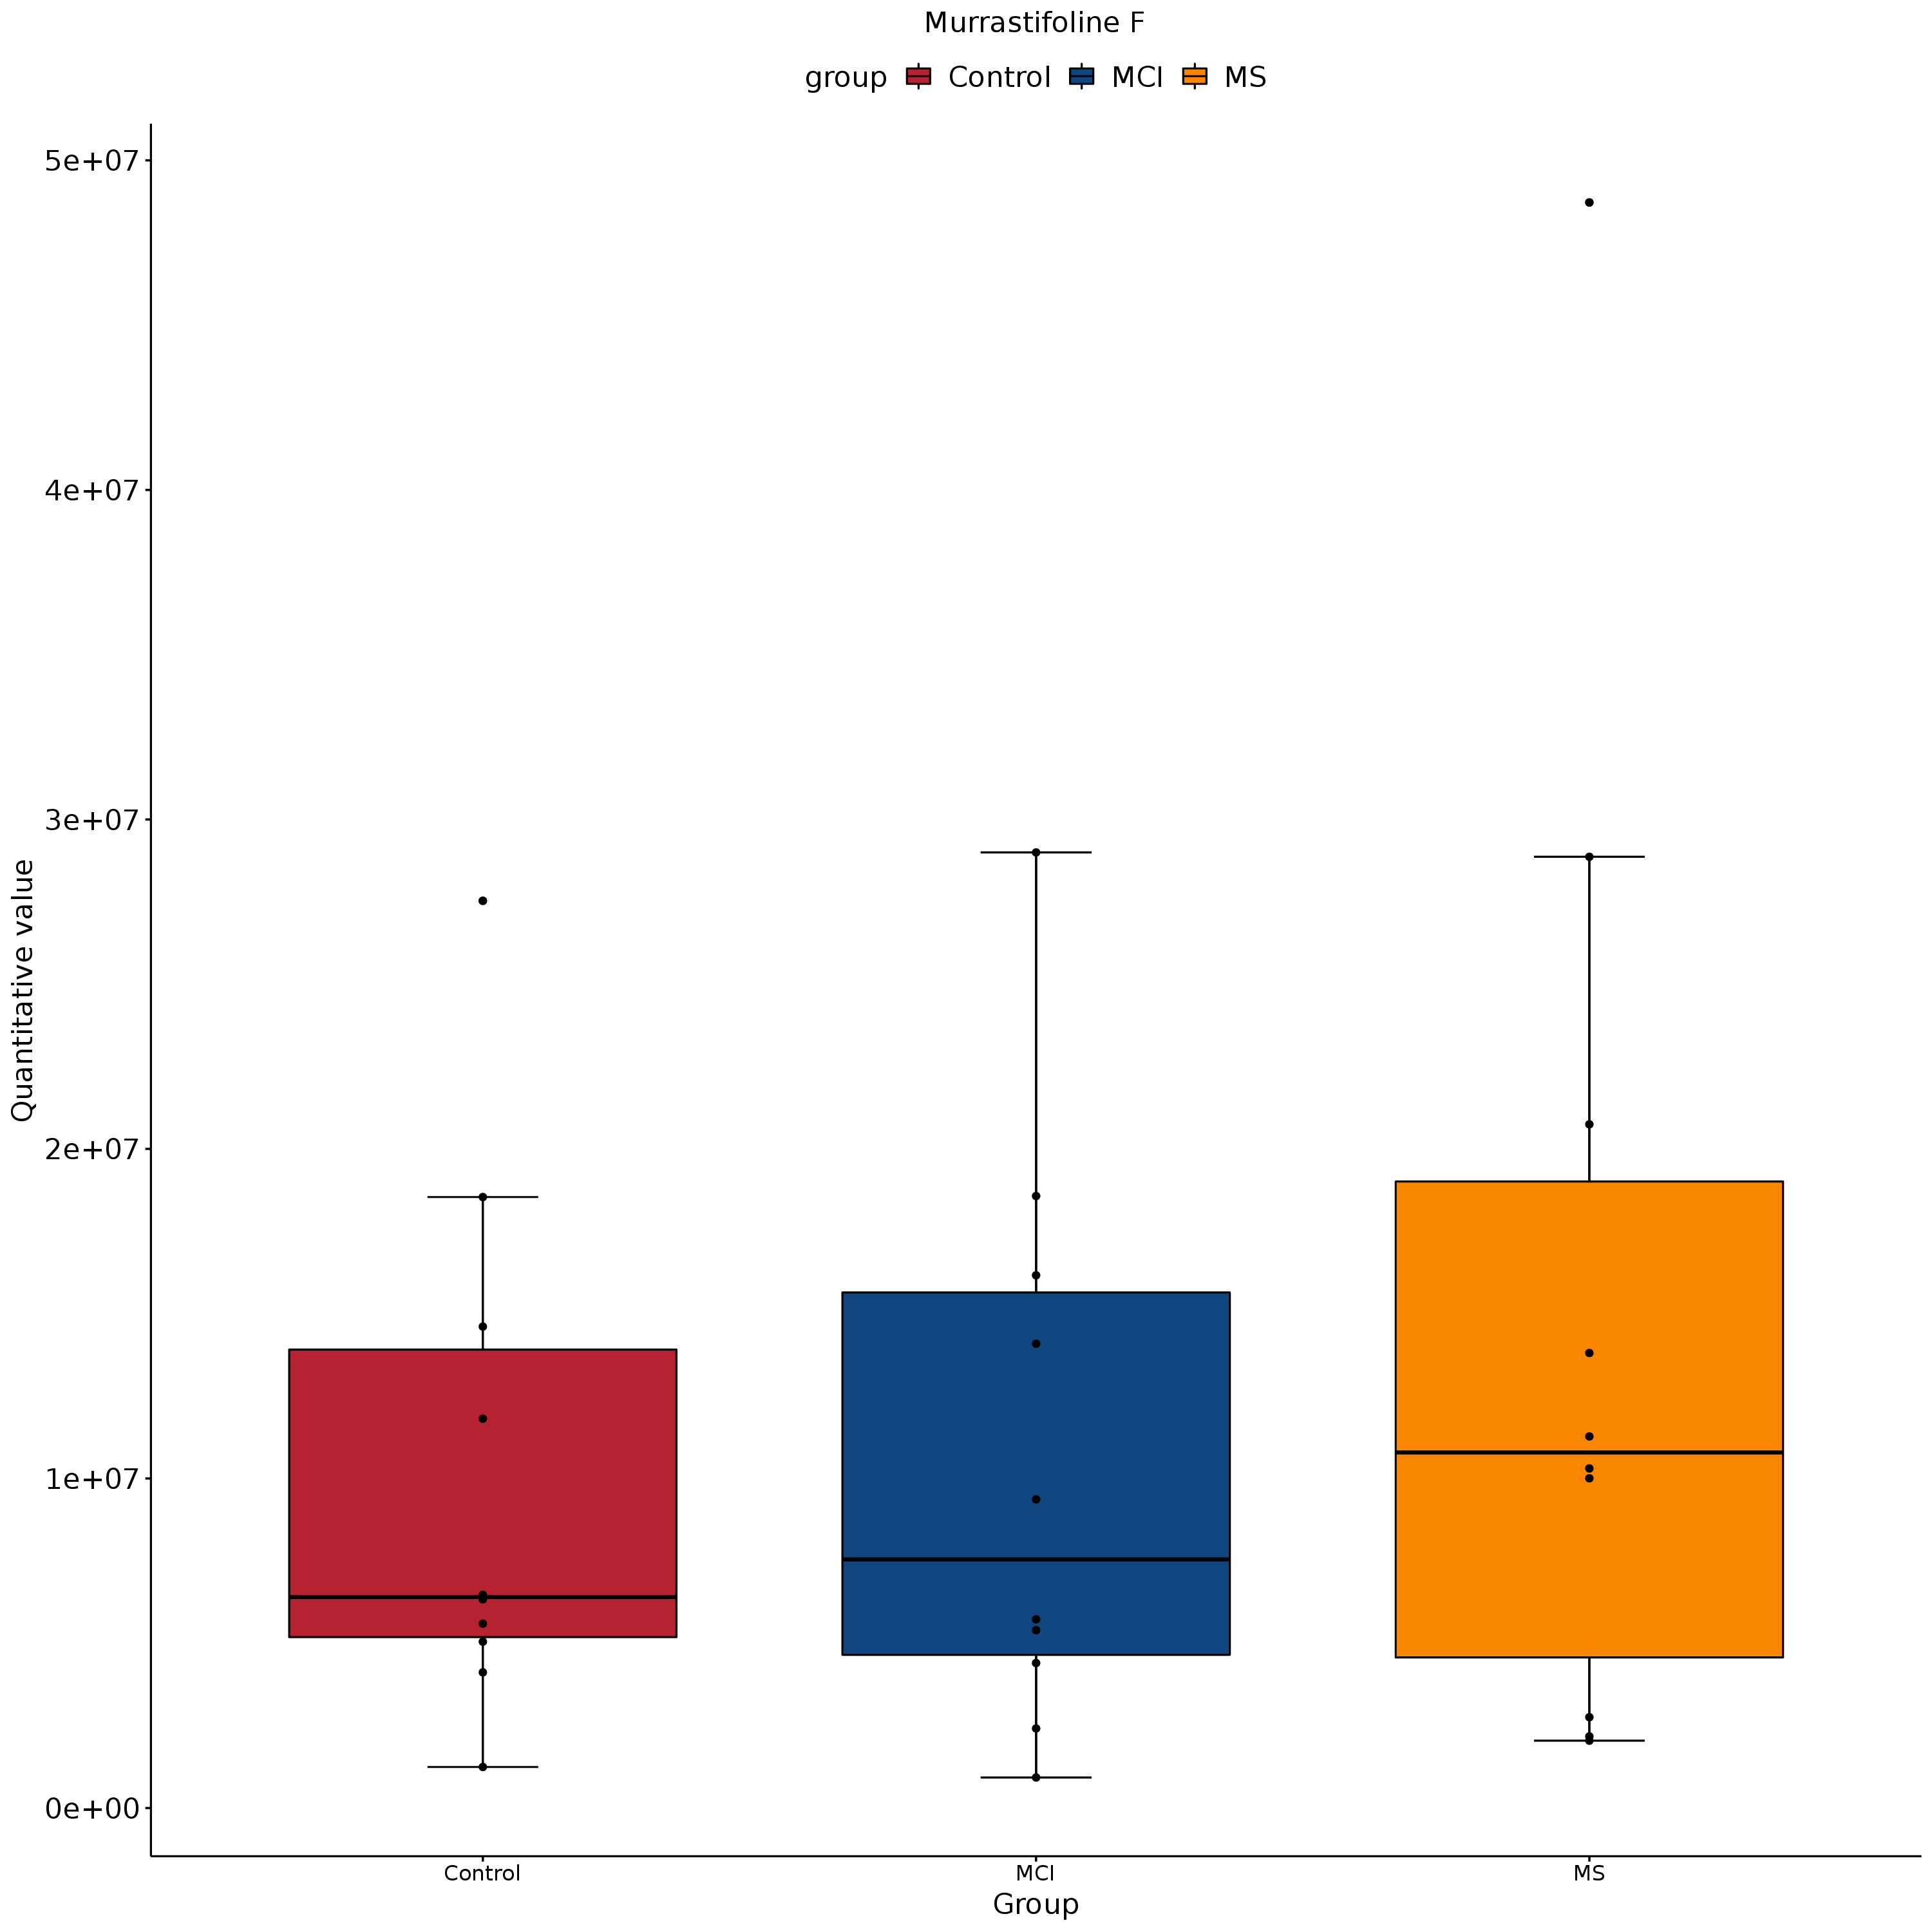 Murrastifoline F
group Control MCI MS
Quantitative value
5e+07
4e+07
3e+07
2e+07
1e+07
0e+00
Control MCI MS
Group